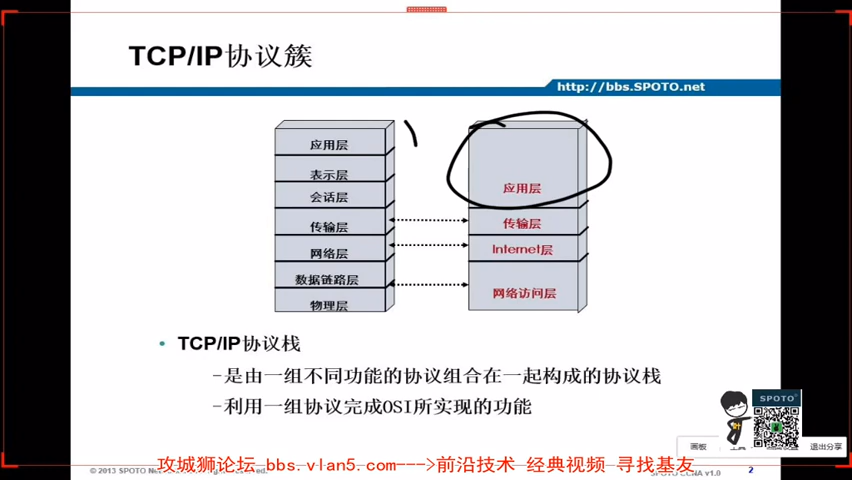 TCP/IP协议簇
http://bbs.SPOTO.net
应用层
表示层
会话层
传输层
网络层
数据链路层
物理层
应用层
传输层
Internet层
网络访问层
• TCP/IP协议栈
–是由一组不同功能的协议组合在一起构成的协议栈
–利用一组协议完成OSI所实现的功能
SPOTO
画板
退出分享
攻城狮论坛 bbs.vlan5.com--->前沿技术 经典视频 寻找基友
© 2013 SPOTO
SPOTO CCNA v1.0
2